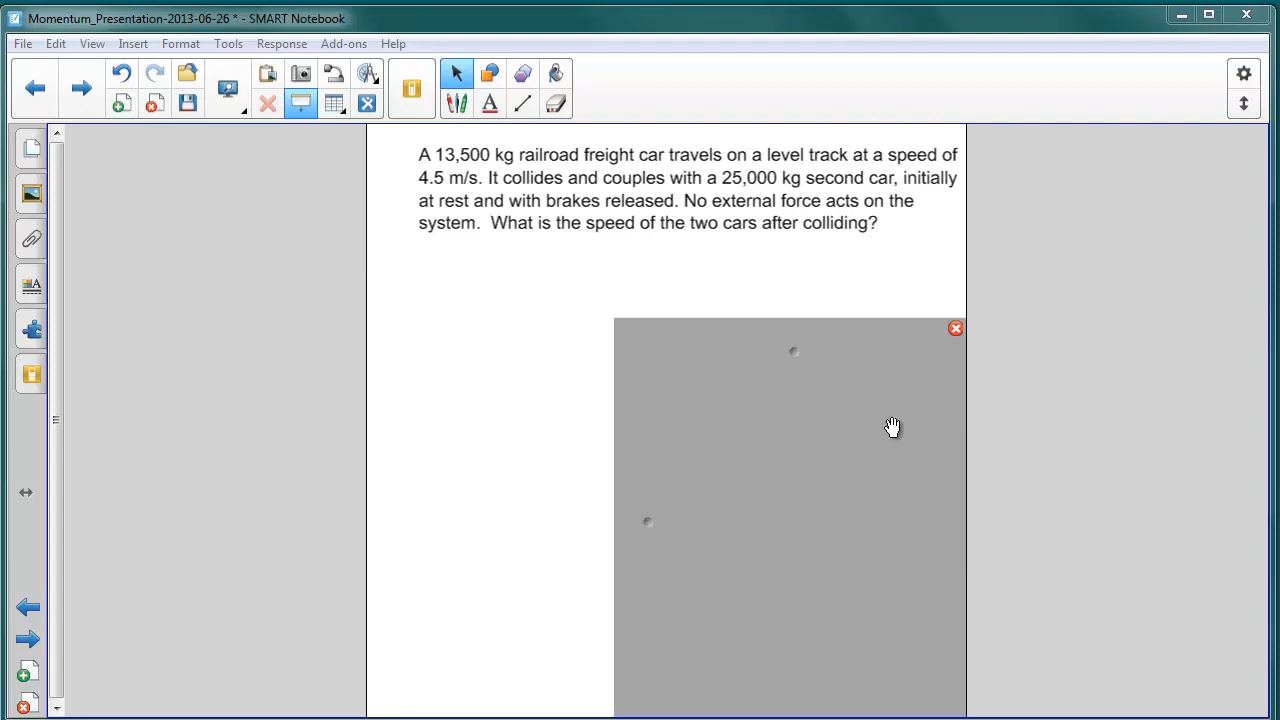 Momentum_Presentation-2013-06-26 * - SMART Notebook
File Edit View Insert Format Tools Response Add-ons Help
A 13,500 kg railroad freight car travels on a level track at a speed of
4.5 m/s. It collides and couples with a 25,000 kg second car, initially
at rest and with brakes released. No external force acts on the
system. What is the speed of the two cars after colliding?